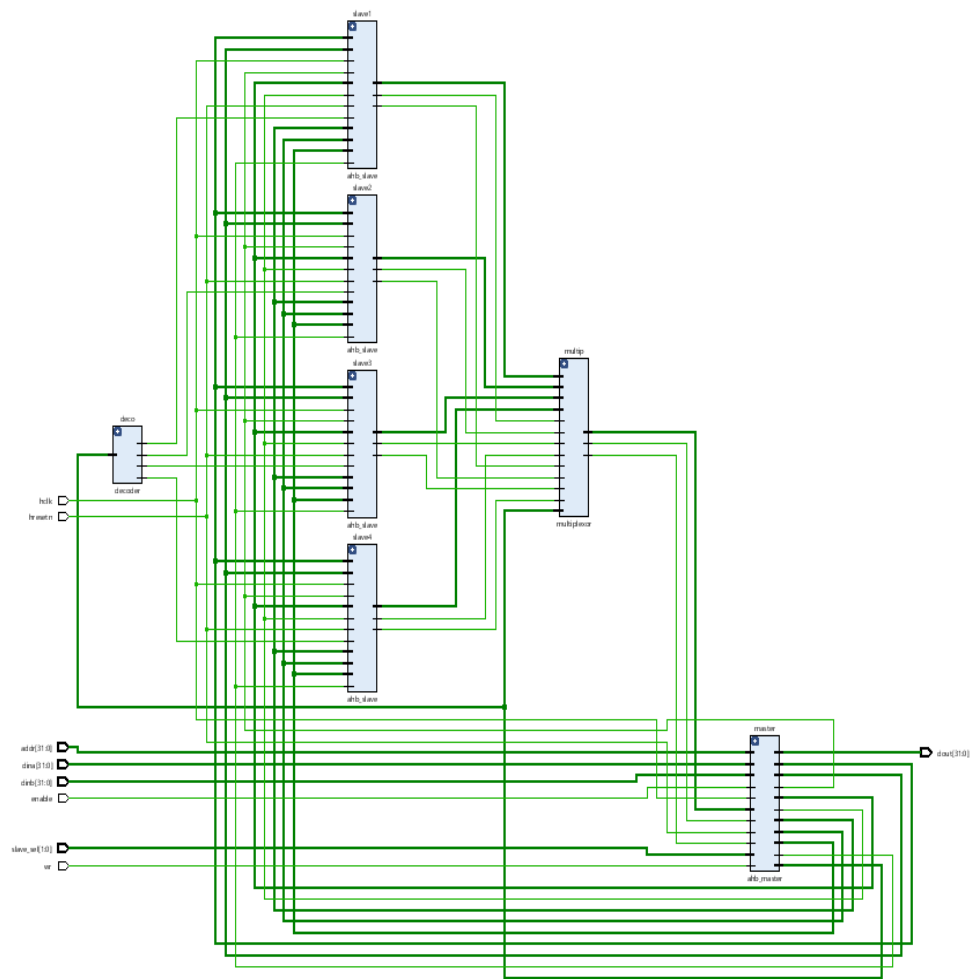 slave1
ahb_slave
slave2
ahb_slave
slave3
ahb_slave
slave4
ahb_slave
multip
multiplexor
deco
decoder
hclk
hresetn
addr[31:0]
dina[31:0]
dinb[31:0]
enable
slave_sel[1:0]
wr
master
ahb_master
dout[31:0]